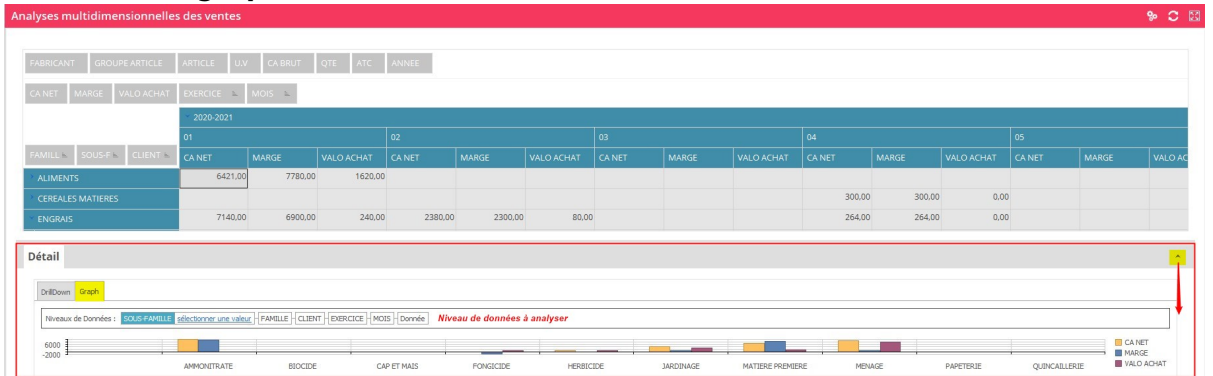 Analyses multidimensionnelles des ventes
FABRICANT GROUPE ARTICLE ARTICLE U.V CA BRUT QTE ATC ANNEE
CA NET MARGE VALO ACHAT EXERCICE MOIS
2020-2021
01 02 03 04 05
FAMILL SOUS-F CLIENT CA NET MARGE VALO ACHAT CA NET MARGE VALO ACHAT CA NET MARGE VALO ACHAT CA NET MARGE VALO ACHAT CA NET MARGE VALO AC
ALIMENTS 6421,00 7780,00 1620,00
CEREALES MATIERES 300,00 300,00 0,00
ENGRAIS 7140,00 6900,00 240,00 2380,00 2300,00 80,00 264,00 264,00 0,00
Détail
DrillDown Graph
Niveaux de Données : SOUS-FAMILLE sélectionner une valeur FAMILLE CLIENT EXERCICE MOIS Donnée Niveau de données à analyser
6000
-2000
CA NET
MARGE
VALO ACHAT
AMMONITRATE BIOCIDE CAP ET MAIS FONGICIDE HERBICIDE JARDINAGE MATIERE PREMIERE MENAGE PAPETERIE QUINCAILLERIE